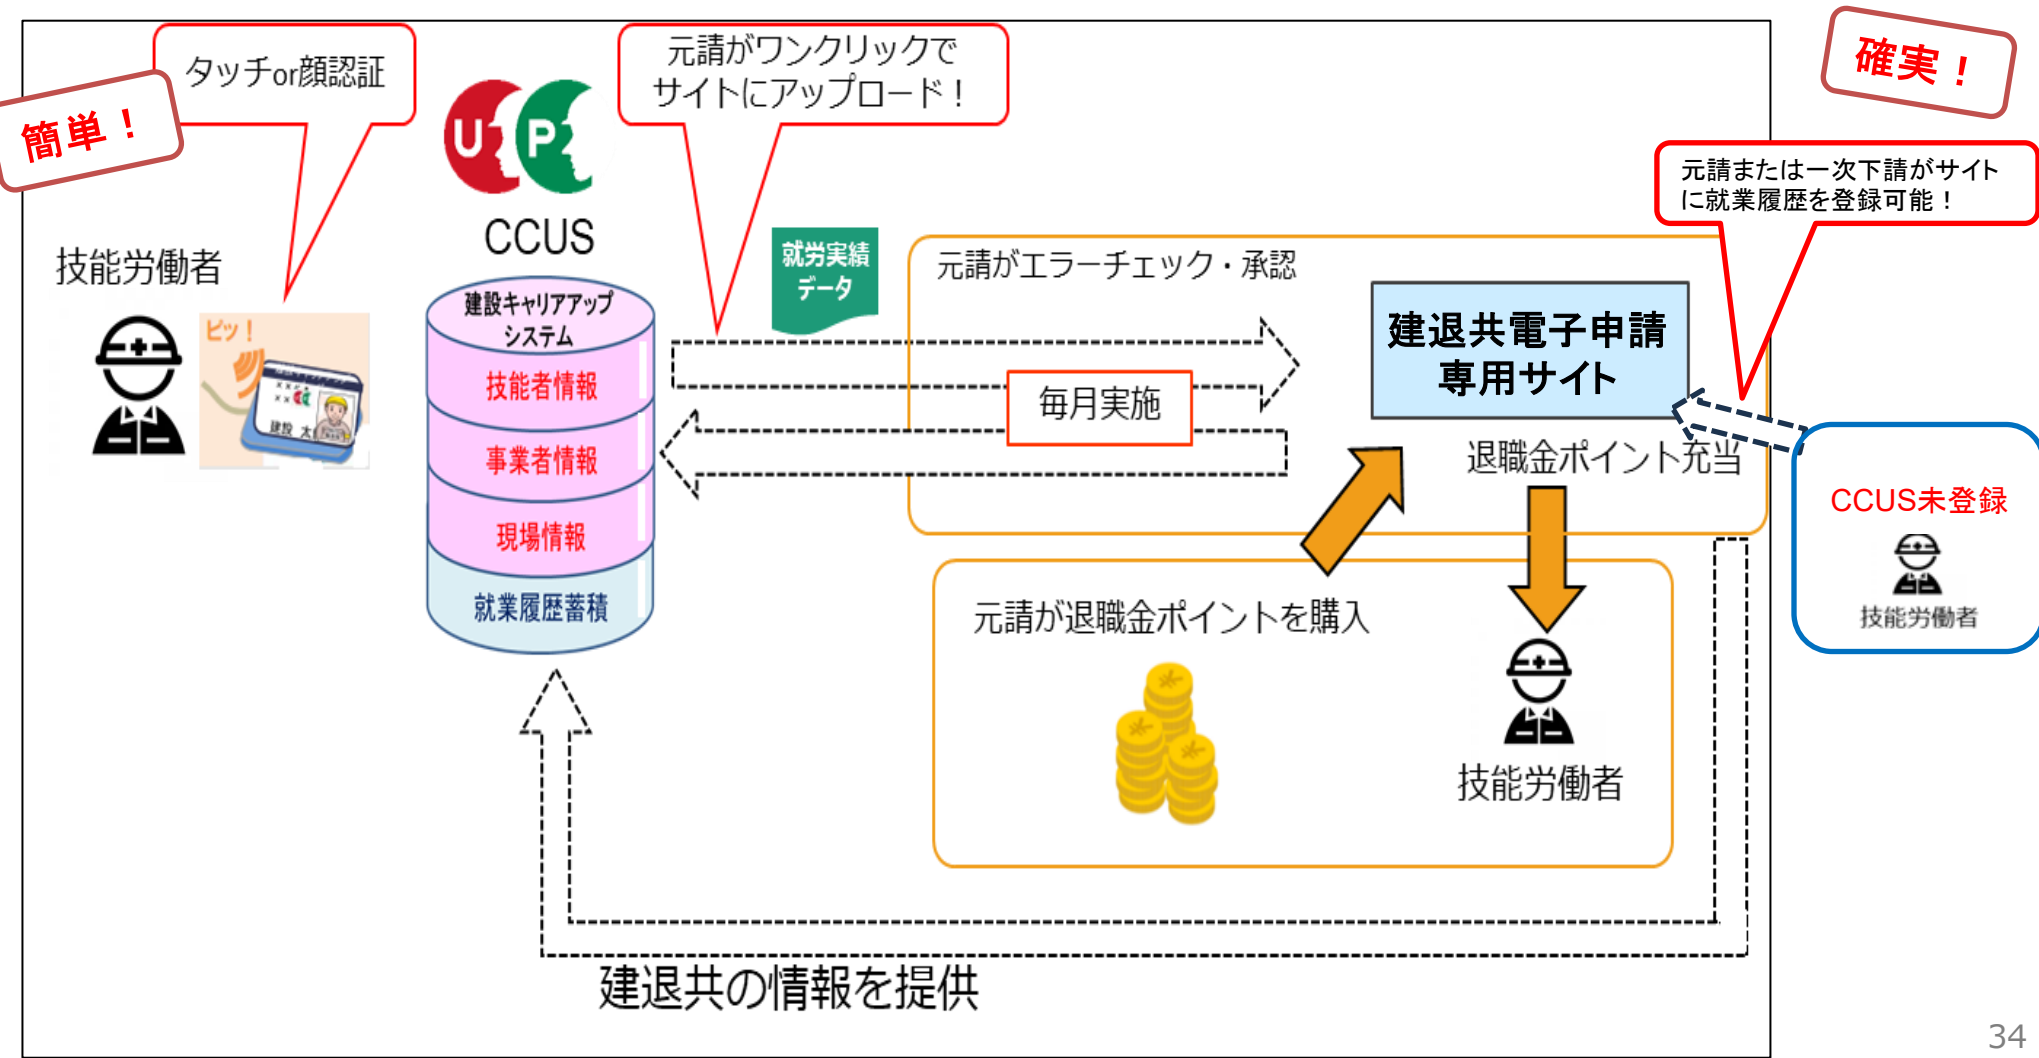 簡単！
タッチor顔認証
元請がワンクリックで
サイトにアップロード！
確実！
元請または一次下請がサイト
に就業履歴を登録可能！
UP
CCUS
技能労働者
ピッ！
建設 太
建設キャリアアップ
システム
技能者情報
事業者情報
現場情報
就業履歴蓄積
就労実績
データ
元請がエラーチェック・承認
毎月実施
建退共電子申請
専用サイト
退職金ポイント充当
CCUS未登録
技能労働者
元請が退職金ポイントを購入
技能労働者
建退共の情報を提供
34